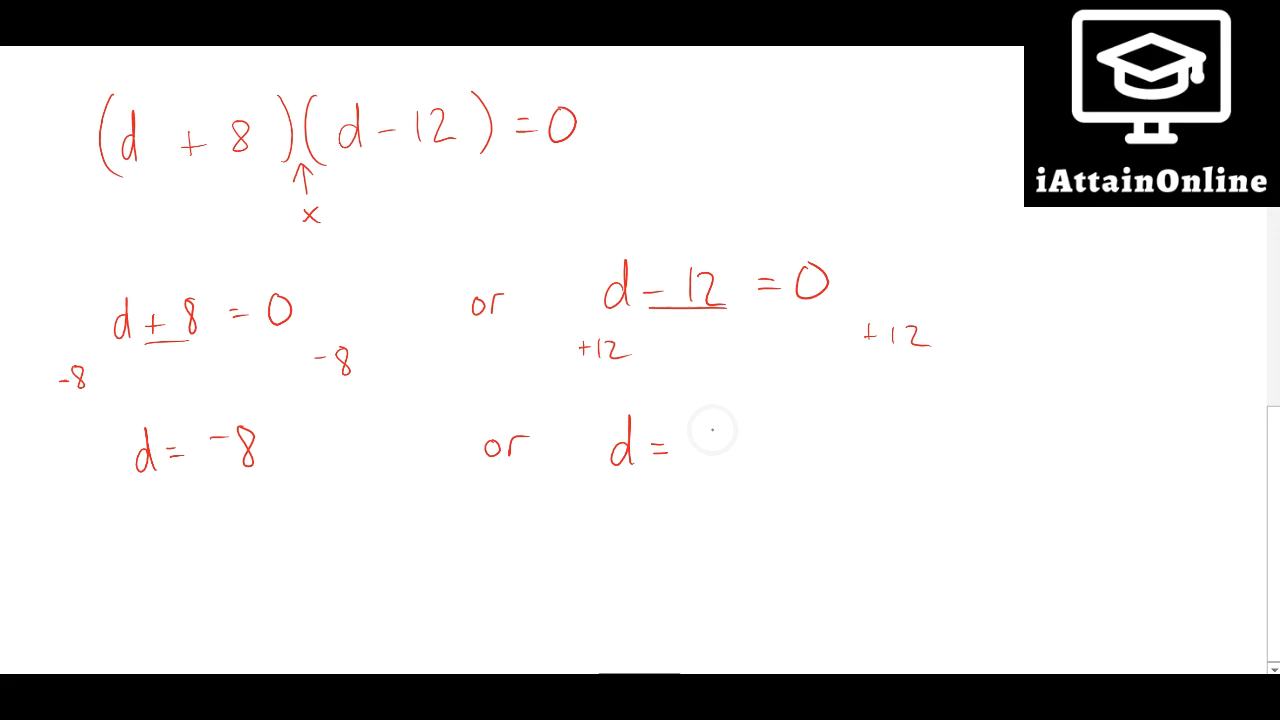 iAttainOnline
(d + 8)(d - 12) = 0
↑
x
d + 8 = 0 or d - 12 = 0
-8 -8 +12 +12
d = -8 or d =